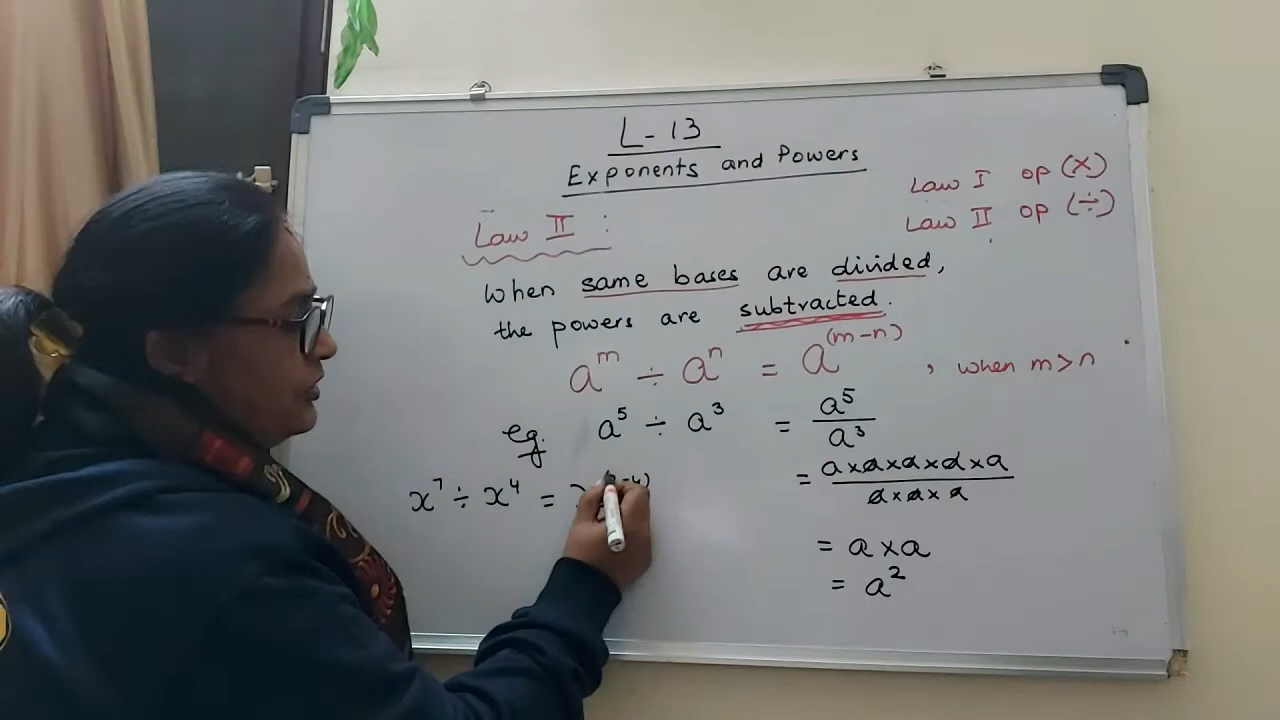 L-13
Exponents and Powers
Law I op (×)
Law II op (÷)
Law II :
When same bases are divided,
the powers are subtracted.
a^m ÷ a^n = a^(m-n) , when m>n
eg. a^5 ÷ a^3 = a^5/a^3
= a×a×a×a×a/a×a×a
x^7 ÷ x^4 =
= a×a
= a^2